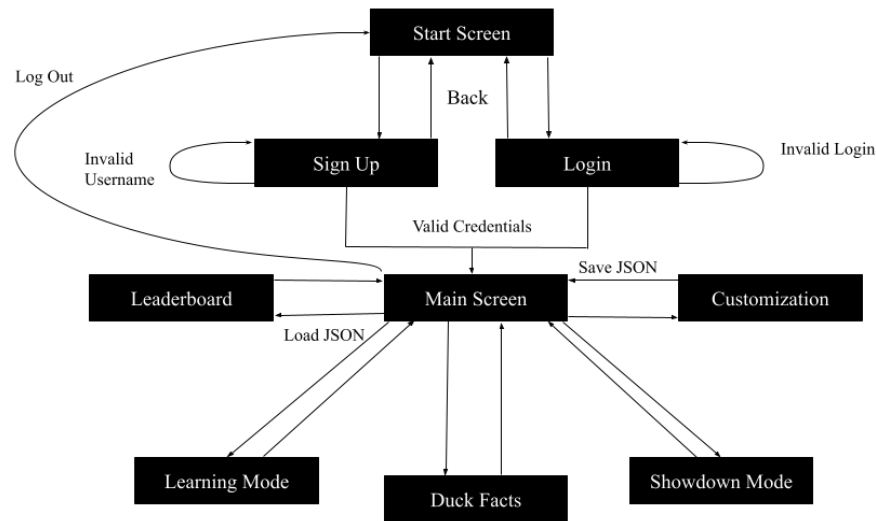 Start Screen
Log Out
Back
Invalid
Username
Sign Up
Login
Invalid Login
Valid Credentials
Save JSON
Leaderboard
Main Screen
Customization
Load JSON
Learning Mode
Duck Facts
Showdown Mode